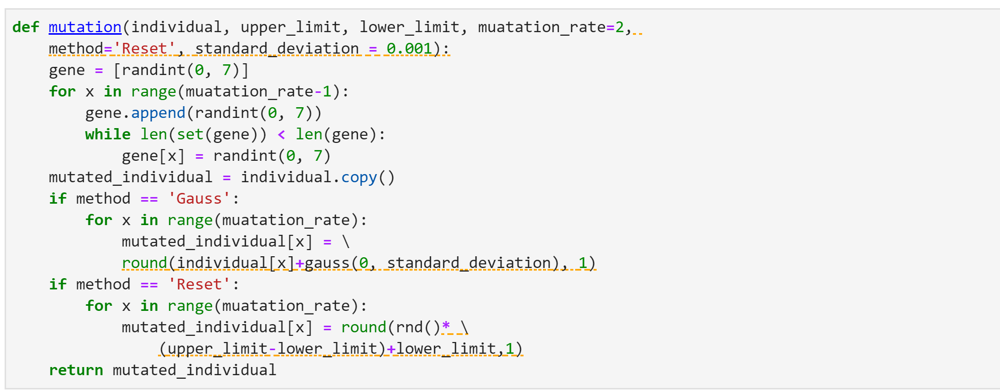 def mutation(individual, upper_limit, lower_limit, muatation_rate=2,
    method='Reset', standard_deviation = 0.001):
    gene = [randint(0, 7)]
    for x in range(muatation_rate-1):
        gene.append(randint(0, 7))
        while len(set(gene)) < len(gene):
            gene[x] = randint(0, 7)
    mutated_individual = individual.copy()
    if method == 'Gauss':
        for x in range(muatation_rate):
            mutated_individual[x] = \
            round(individual[x]+gauss(0, standard_deviation), 1)
    if method == 'Reset':
        for x in range(muatation_rate):
            mutated_individual[x] = round(rnd()* \
                (upper_limit-lower_limit)+lower_limit,1)
    return mutated_individual